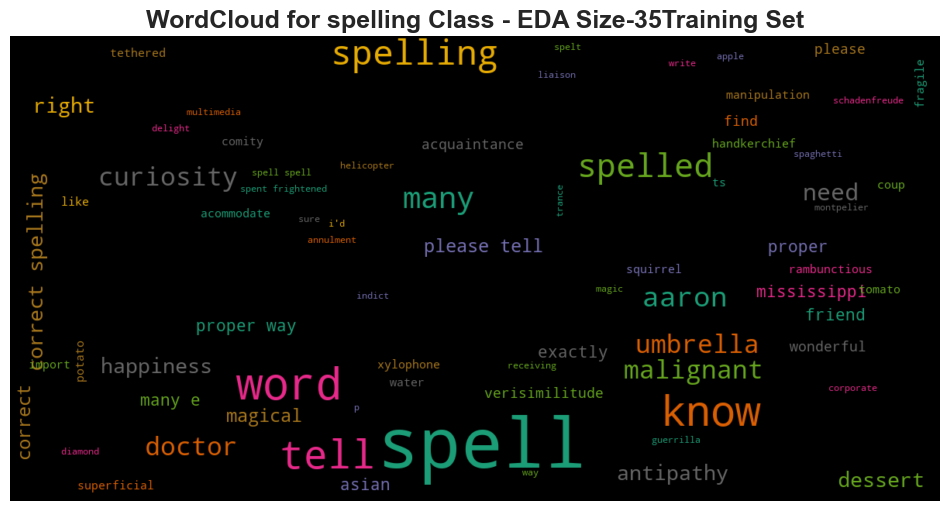 WordCloud for spelling Class - EDA Size-35Training Set
tethered
spelling
spelt
please
liaison
write
apple
fragile
right
multimedia
manipulation
schadenfreude
delight
find
comity
acquaintance
handkerchief
spelled
spaghetti
curiosity
spell spell
helicopter
ts
coup
spent frightened
many
need
like
trance
montpelier
acommodate
sure
i'd
annulment
please tell
proper
correct spelling
squirrel
rambunctious
indict
magic
aaron
mississippi
tomato
proper way
friend
umbrella
wonderful
exactly
import
potato
happiness
xylophone
receiving
malignant
word
water
corporate
many e
verisimilitude
correct
magical
p
know
doctor
tell
spell
guerrilla
diamond
way
antipathy
superficial
asian
dessert